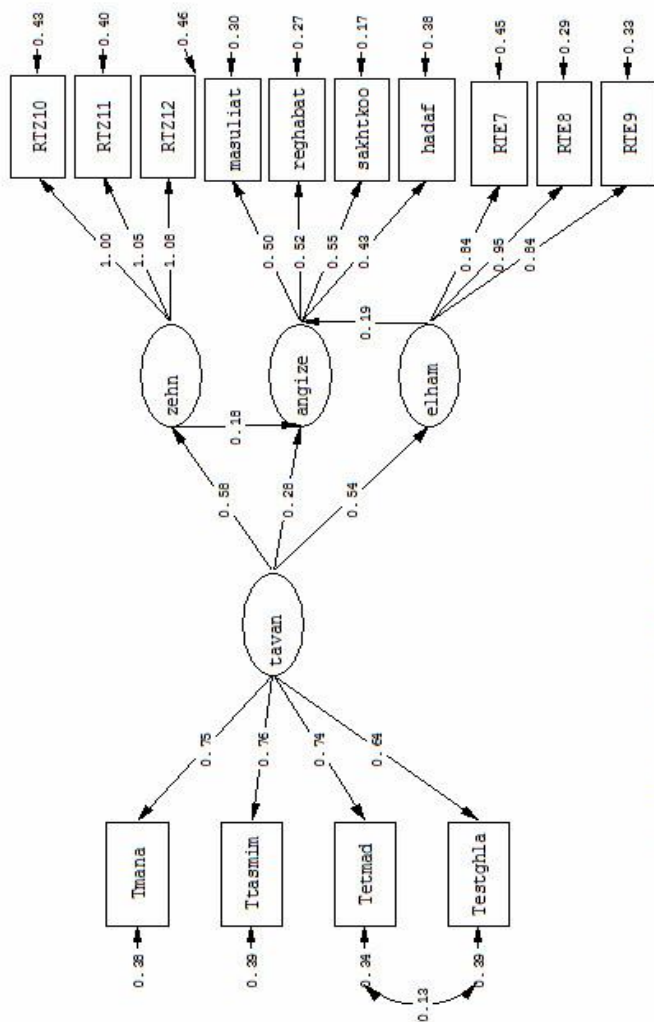 0.43
0.40
0.46
0.30
0.27
0.17
0.38
0.45
0.29
0.33
RTZ10
RTZ11
RTZ12
masuliat
reghabat
sakhtkoo
hadaf
RTE7
RTE8
RTE9
1.00
1.05
1.08
0.50
0.52
0.55
0.43
0.84
0.95
0.84
zehn
0.18
angize
0.19
elham
0.58
0.28
0.54
tavan
0.75
0.76
0.74
0.64
Tmana
Ttasmim
Tetmad
Testghla
0.38
0.39
0.34
0.39
0.13